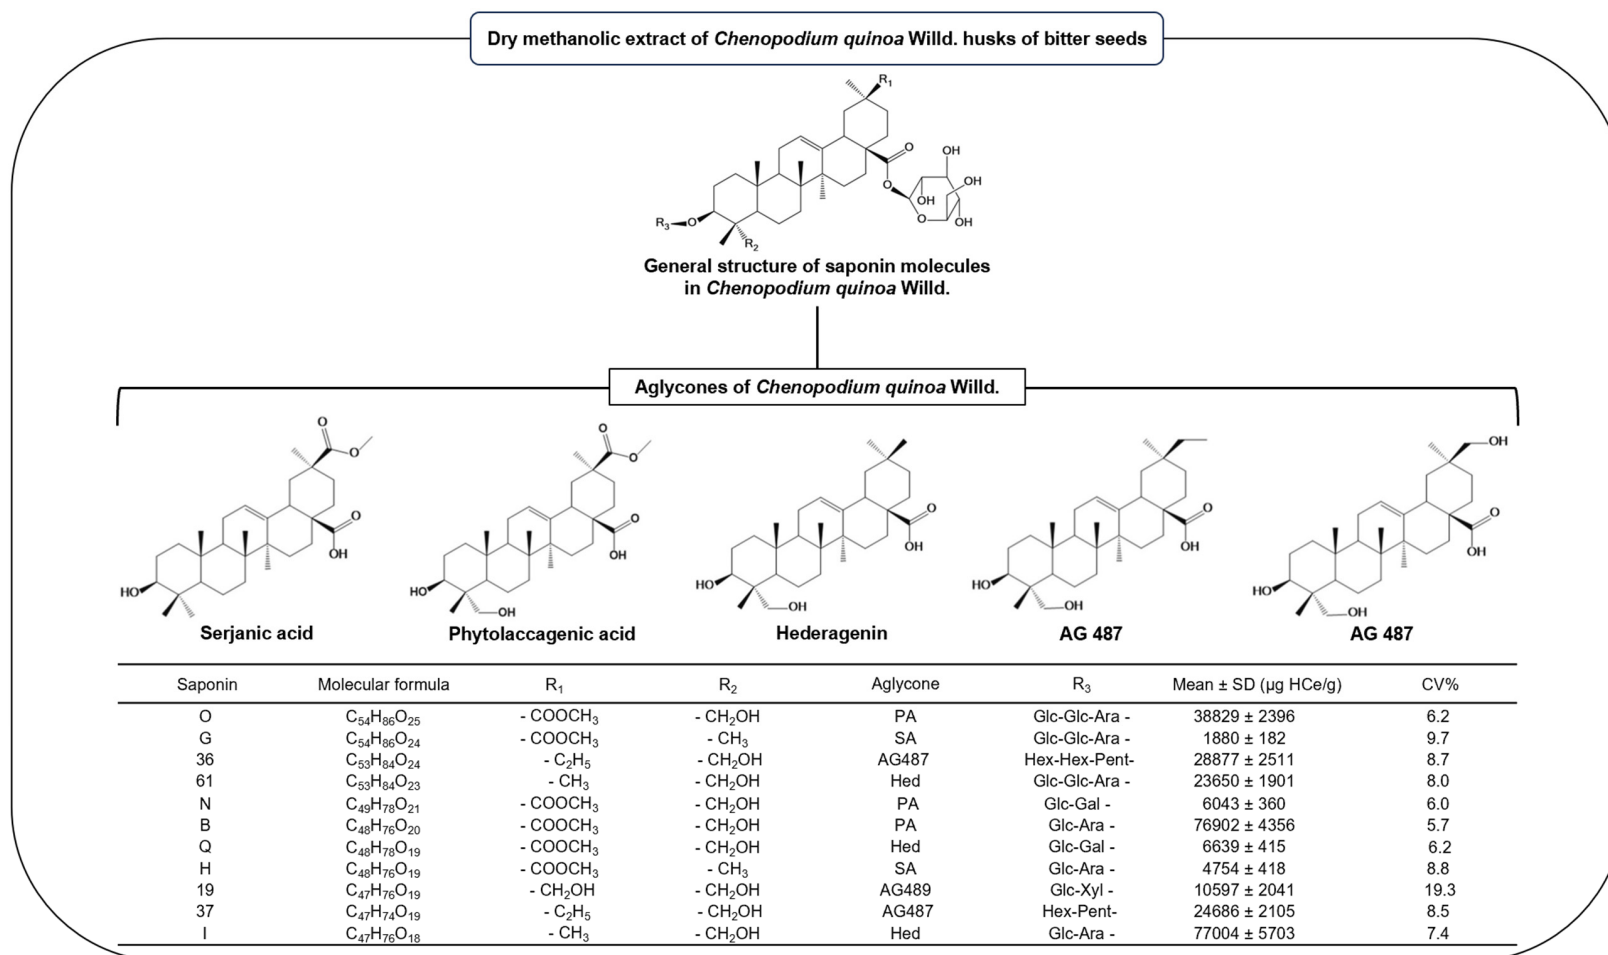 Dry methanolic extract of Chenopodium quinoa Willd. husks of bitter seeds
R₁
O
OH
O
OH
OH
R₃ O
O
OH
R₂
General structure of saponin molecules
in Chenopodium quinoa Willd.
Aglycones of Chenopodium quinoa Willd.
O
O
O
OH
HO
O
O
O
OH
HO
OH
O
OH
HO
OH
O
OH
HO
OH
OH
O
OH
HO
OH
Serjanic acid Phytolaccagenic acid Hederagenin AG 487 AG 487
Saponin Molecular formula R₁ R₂ Aglycone R₃ Mean ± SD (µg HCe/g) CV%
O C₅₄H₈₆O₂₅ - COOCH₃ - CH₂OH PA Glc-Glc-Ara - 38829 ± 2396 6.2
G C₅₄H₈₆O₂₄ - COOCH₃ - CH₃ SA Glc-Glc-Ara - 1880 ± 182 9.7
36 C₅₃H₈₄O₂₄ - C₂H₅ - CH₂OH AG487 Hex-Hex-Pent- 28877 ± 2511 8.7
61 C₅₃H₈₄O₂₃ - CH₃ - CH₂OH Hed Glc-Glc-Ara - 23650 ± 1901 8.0
N C₄₉H₇₈O₂₁ - COOCH₃ - CH₂OH PA Glc-Gal - 6043 ± 360 6.0
B C₄₈H₇₆O₂₀ - COOCH₃ - CH₂OH PA Glc-Ara - 76902 ± 4356 5.7
Q C₄₈H₇₈O₁₉ - COOCH₃ - CH₂OH Hed Glc-Gal - 6639 ± 415 6.2
H C₄₈H₇₆O₁₉ - COOCH₃ - CH₃ SA Glc-Ara - 4754 ± 418 8.8
19 C₄₇H₇₆O₁₉ - CH₂OH - CH₂OH AG489 Glc-Xyl - 10597 ± 2041 19.3
37 C₄₇H₇₄O₁₉ - C₂H₅ - CH₂OH AG487 Hex-Pent- 24686 ± 2105 8.5
I C₄₇H₇₆O₁₈ - CH₃ - CH₂OH Hed Glc-Ara - 77004 ± 5703 7.4